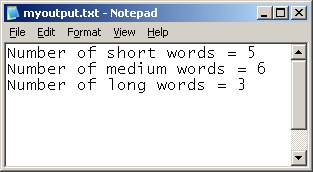 myoutput.txt - Notepad
File Edit Format View Help
Number of short words = 5
Number of medium words = 6
Number of long words = 3